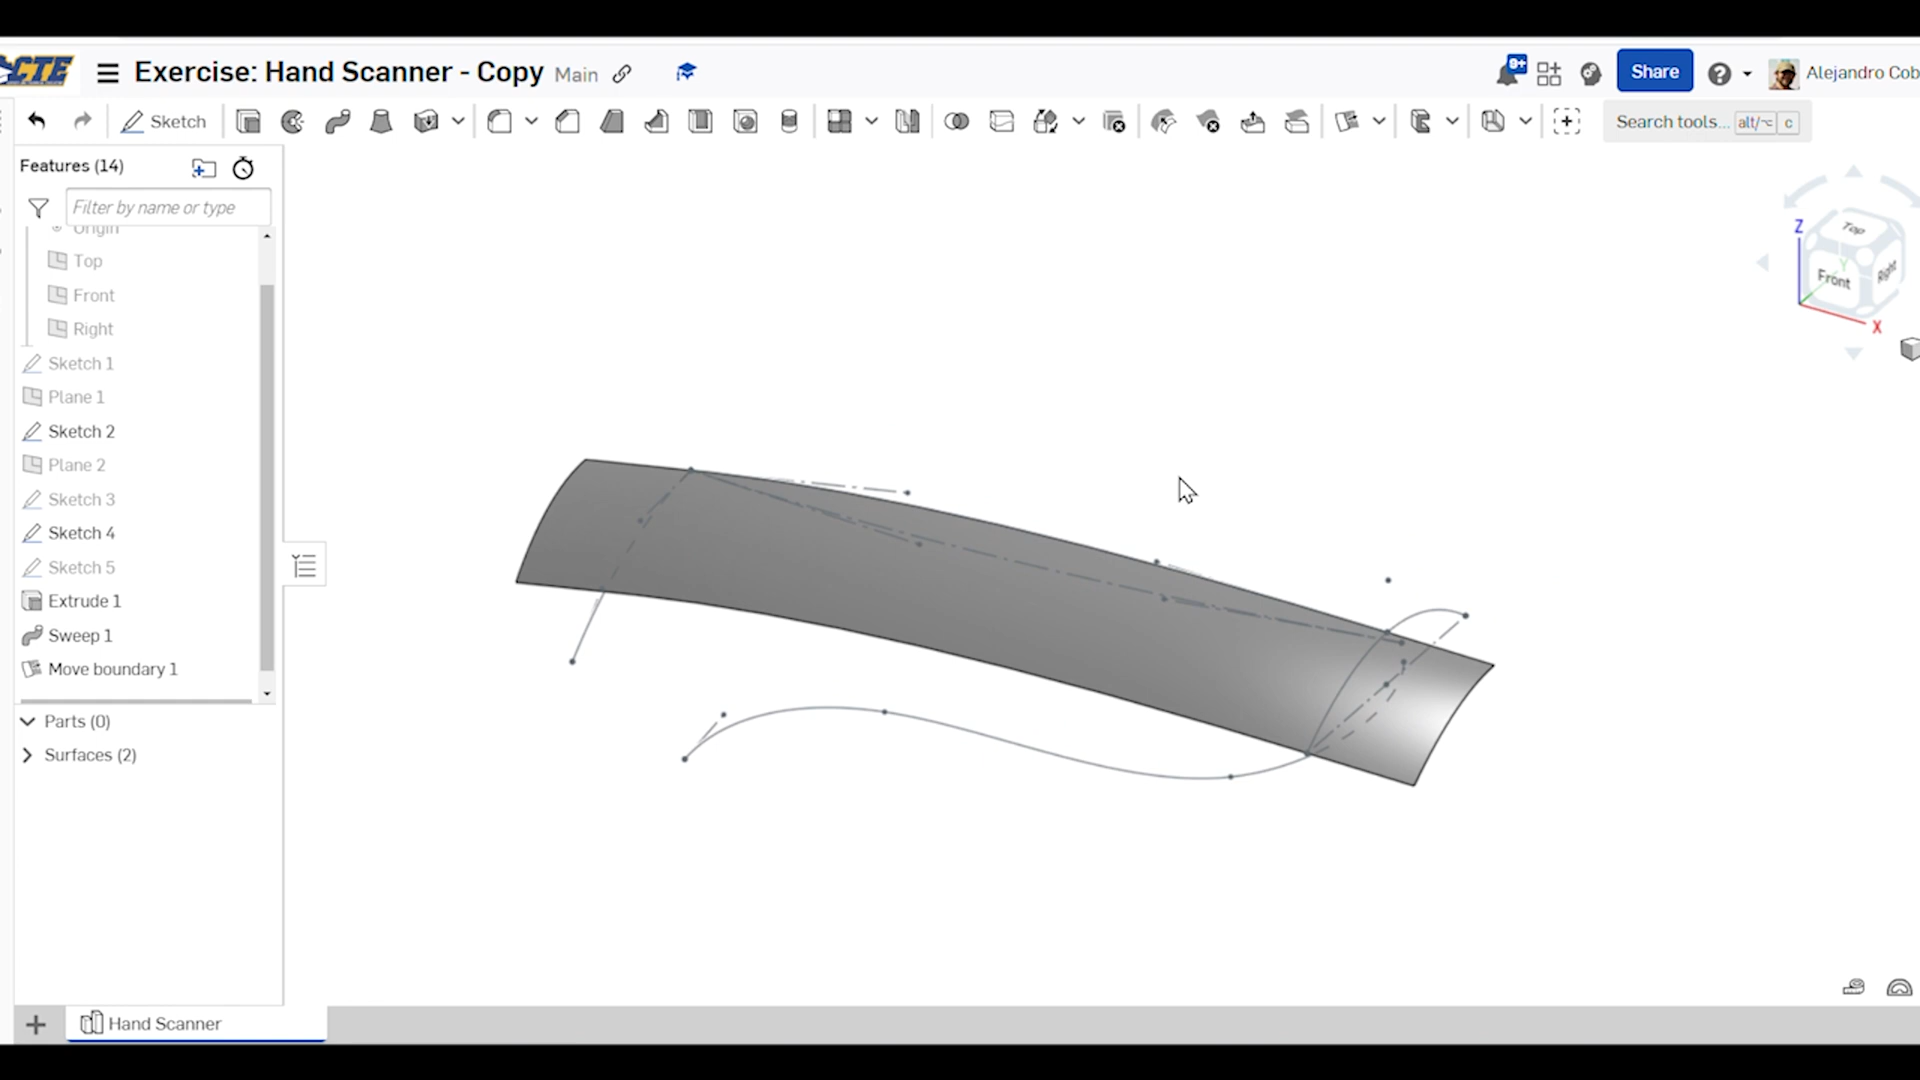 CTE
Exercise: Hand Scanner - Copy Main
9+
Share
Alejandro Cob
Sketch
Search tools... alt/⌥ c
Features (14)
Filter by name or type
Origin
Top
Front
Right
Sketch 1
Plane 1
Sketch 2
Plane 2
Sketch 3
Sketch 4
Sketch 5
Extrude 1
Sweep 1
Move boundary 1
Parts (0)
Surfaces (2)
Z
Top
Y
Front
Right
X
Hand Scanner